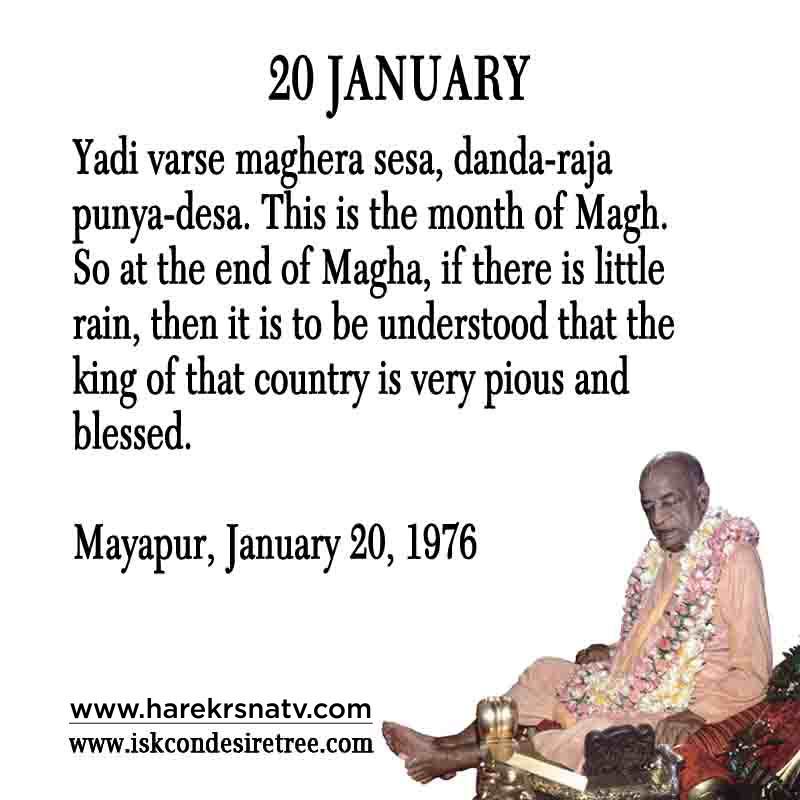 20 JANUARY
Yadi varse maghera sesa, danda-raja
punya-desa. This is the month of Magh.
So at the end of Magha, if there is little
rain, then it is to be understood that the
king of that country is very pious and
blessed.
Mayapur, January 20, 1976
www.harekrsnatv.com
www.iskcondesiretree.com